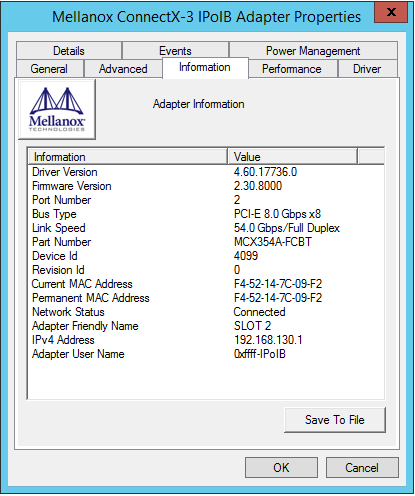 Mellanox ConnectX-3 IPoIB Adapter Properties
x
Details Events Power Management
General Advanced Information Performance Driver
Mellanox
TECHNOLOGIES
Adapter Information
Information Value
Driver Version 4.60.17736.0
Firmware Version 2.30.8000
Port Number 2
Bus Type PCI-E 8.0 Gbps x8
Link Speed 54.0 Gbps/Full Duplex
Part Number MCX354A-FCBT
Device Id 4099
Revision Id 0
Current MAC Address F4-52-14-7C-09-F2
Permanent MAC Address F4-52-14-7C-09-F2
Network Status Connected
Adapter Friendly Name SLOT 2
IPv4 Address 192.168.130.1
Adapter User Name 0xffff-IPoIB
Save To File
OK Cancel